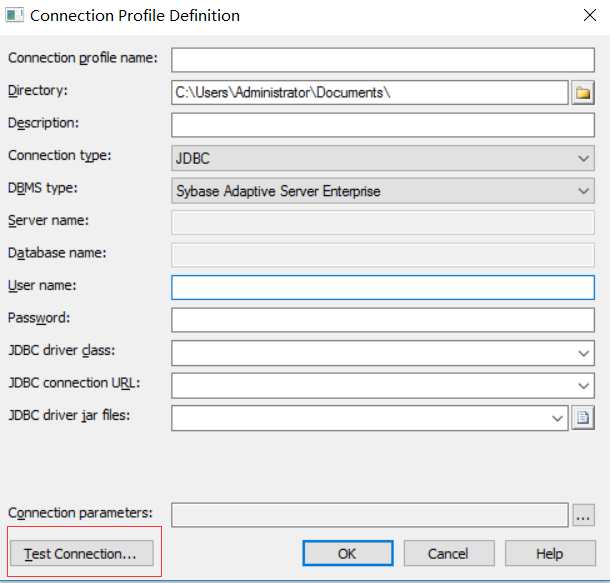 Connection Profile Definition
Connection profile name:
Directory: C:\Users\Administrator\Documents\
Description:
Connection type: JDBC
DBMS type: Sybase Adaptive Server Enterprise
Server name:
Database name:
User name:
Password:
JDBC driver class:
JDBC connection URL:
JDBC driver jar files:
Connection parameters: ...
Test Connection... OK Cancel Help